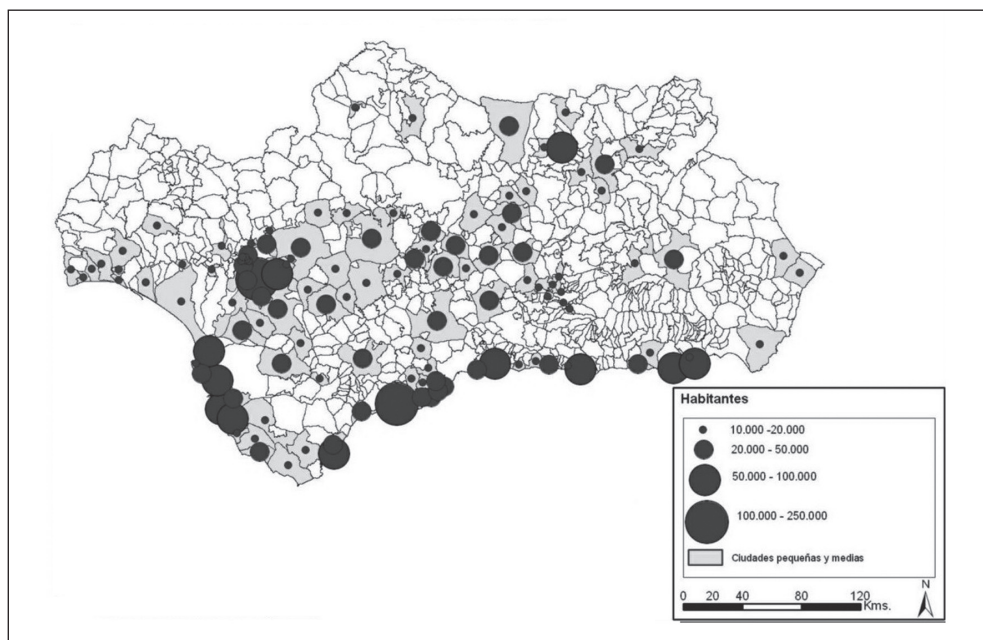 Habitantes
10.000 -20.000
20.000 - 50.000
50.000 - 100.000
100.000 - 250.000
Ciudades pequeñas y medias
N
0 20 40 80 120
Kms.